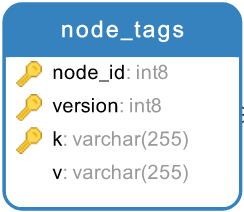 node_tags
node_id: int8
version: int8
k: varchar(255)
v: varchar(255)